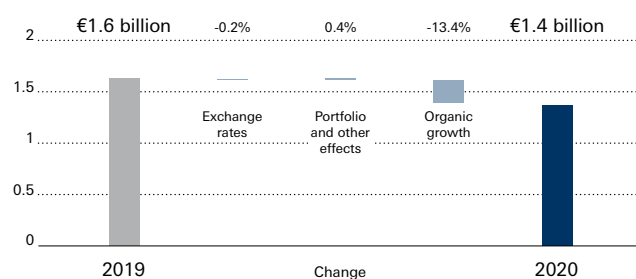 €1.6 billion -0.2% 0.4% -13.4% €1.4 billion
2
1.5
Exchange Portfolio Organic
rates and other growth
effects
1
0.5
0
2019 Change 2020